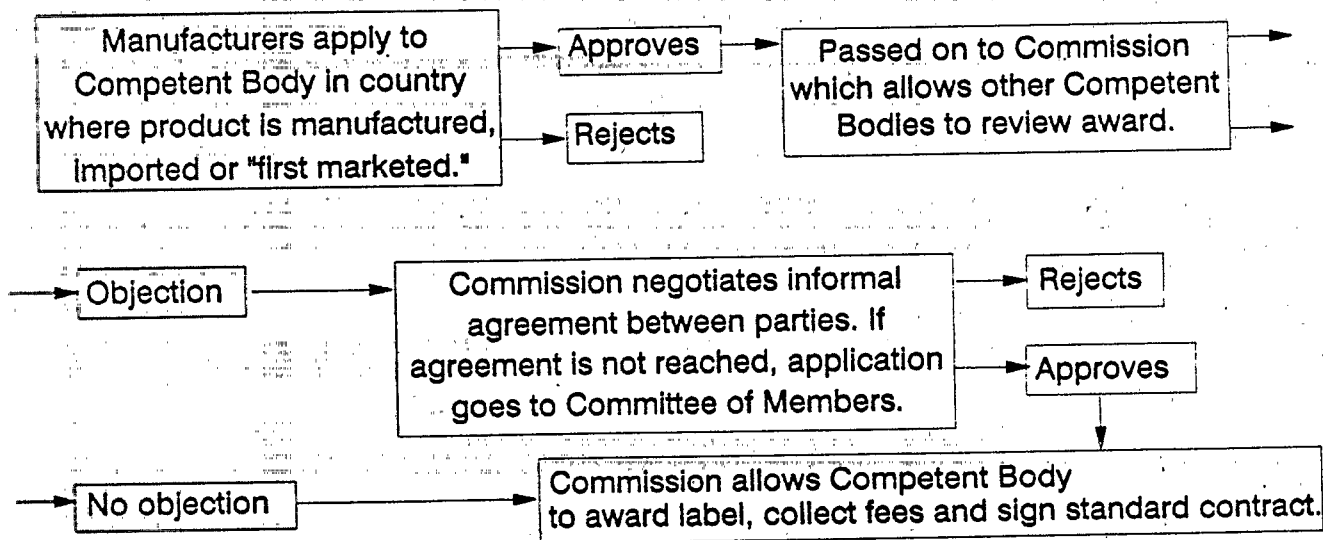 Manufacturers apply to
Competent Body in country
where product is manufactured,
imported or "first marketed."
Approves
Rejects
Passed on to Commission
which allows other Competent
Bodies to review award.
Objection
Commission negotiates informal
agreement between parties. If
agreement is not reached, application
goes to Committee of Members.
Rejects
Approves
No objection
Commission allows Competent Body
to award label, collect fees and sign standard contract.